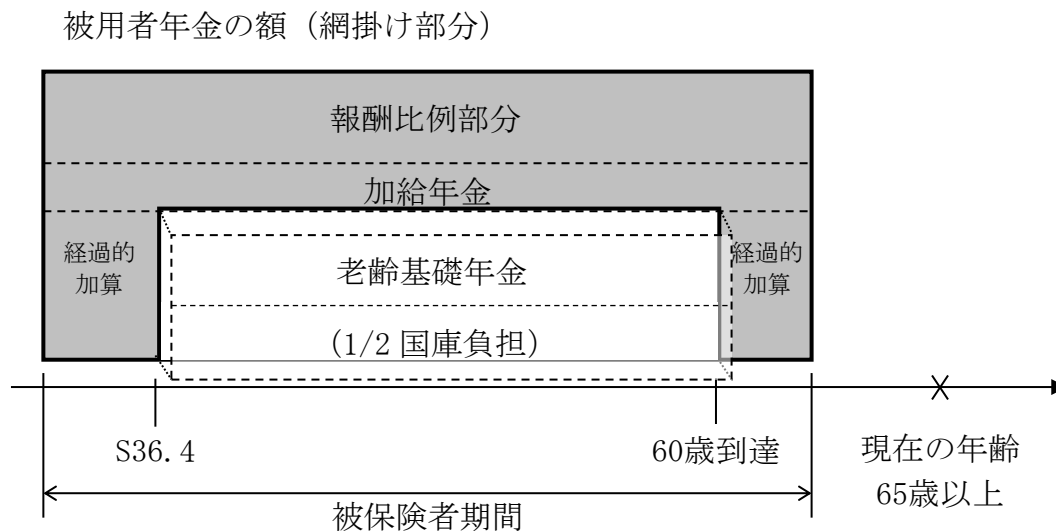 被用者年金の額（網掛け部分）
報酬比例部分
加給年金
経過的
加算
老齢基礎年金
(1/2 国庫負担)
経過的
加算
S36.4
60歳到達
現在の年齢
65歳以上
被保険者期間